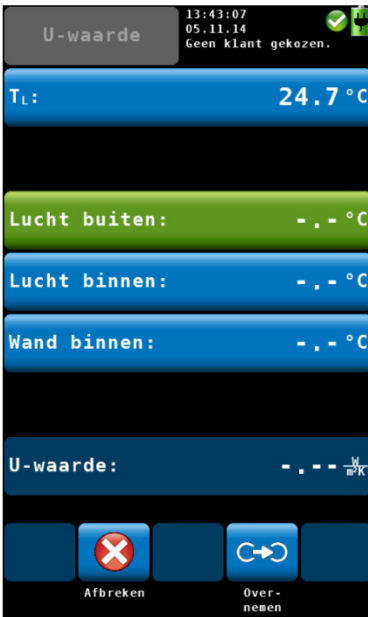 U-waarde
13:43:07
05.11.14
Geen klant gekozen.
TL: 24.7 °C
Lucht buiten: -.- °C
Lucht binnen: -.- °C
Wand binnen: -.- °C
U-waarde: -.-- W/m²K
Afbreken
Over-
nemen